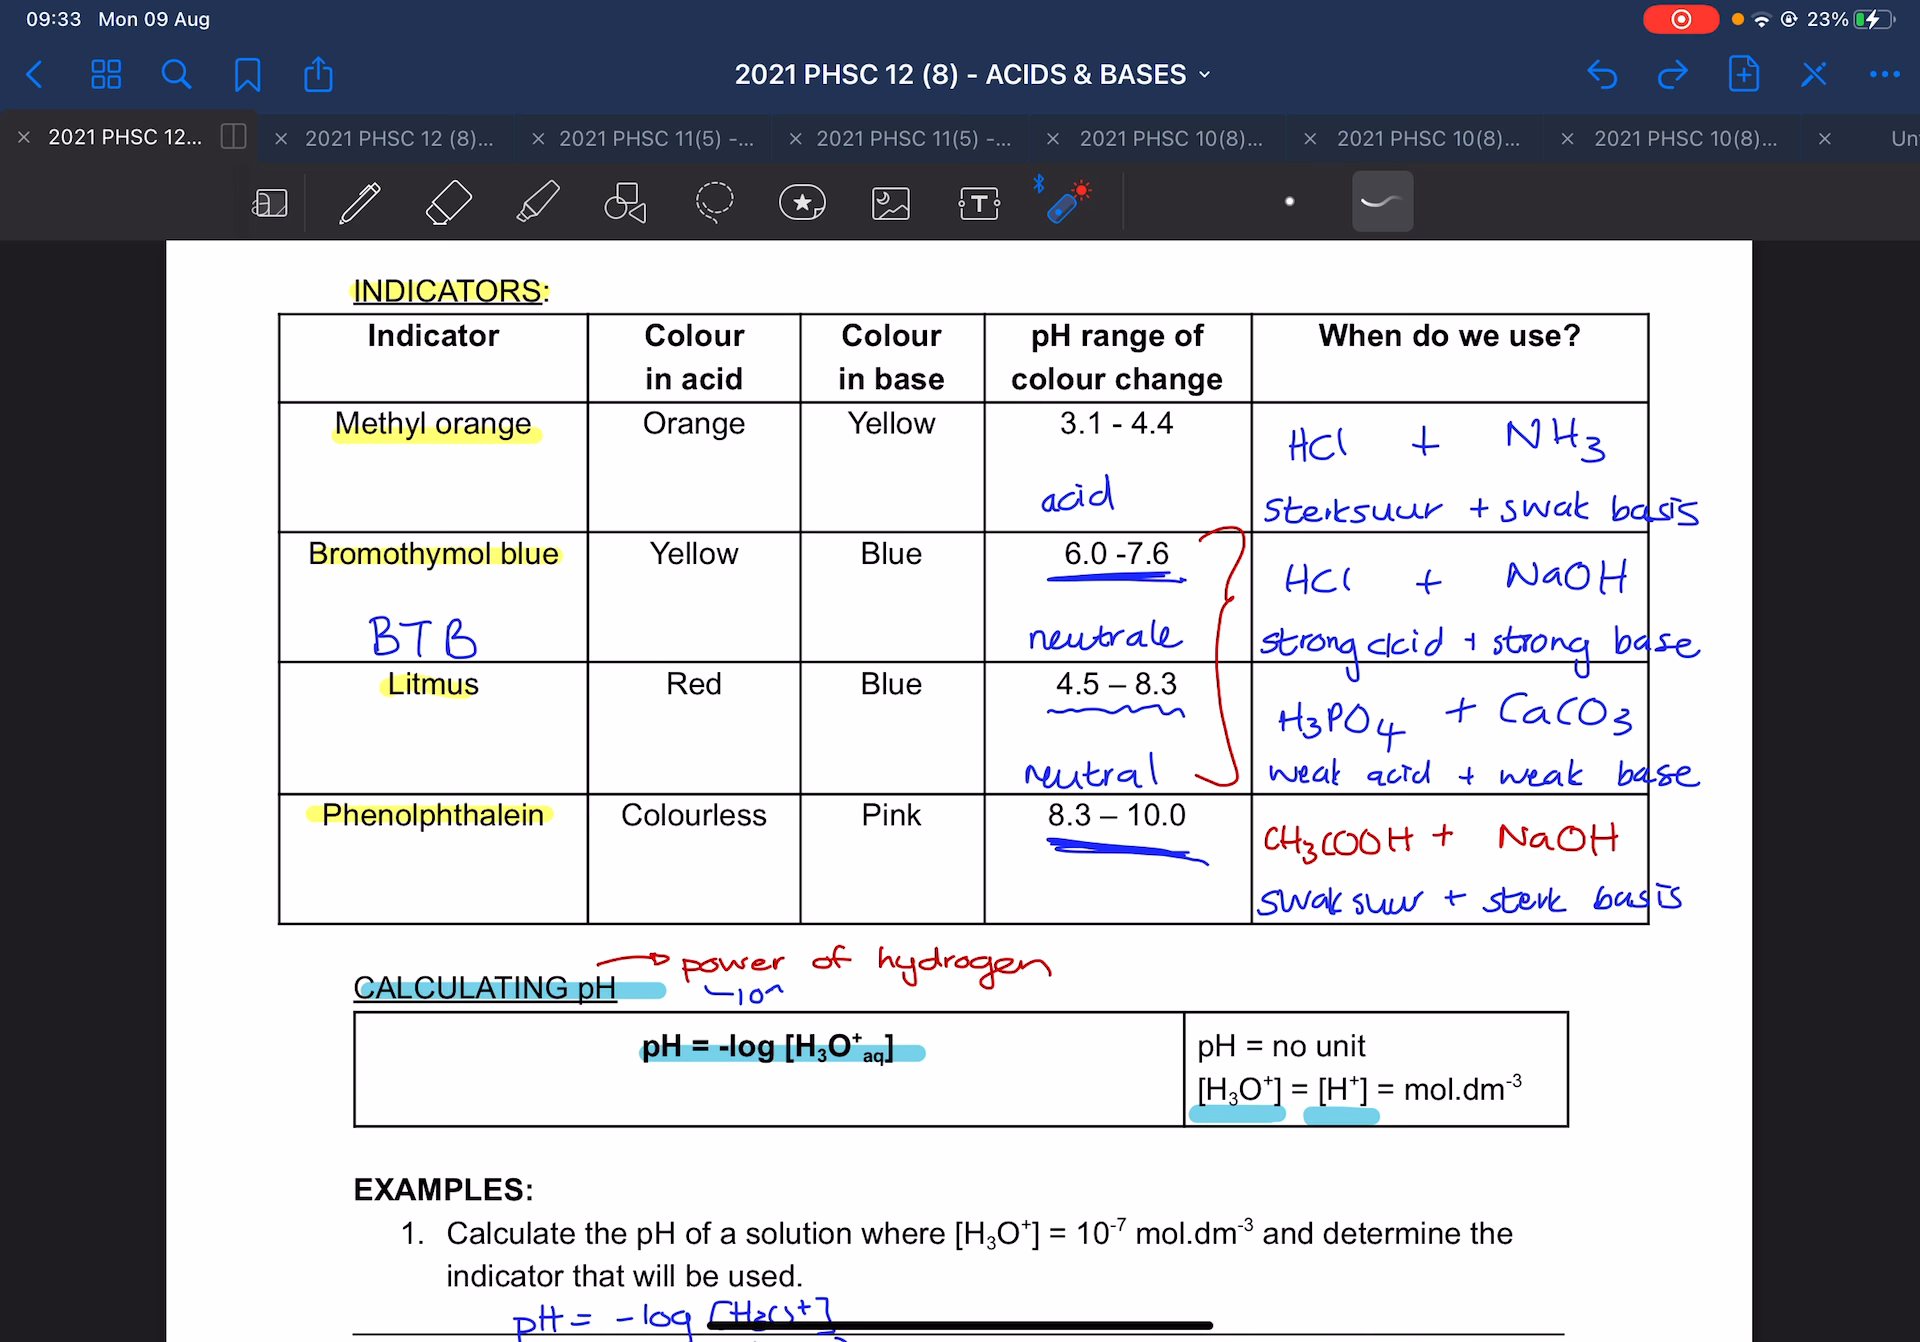 09:33 Mon 09 Aug
23%
2021 PHSC 12 (8) - ACIDS & BASES
2021 PHSC 12...
2021 PHSC 12 (8)...
2021 PHSC 11(5) -...
2021 PHSC 11(5) -...
2021 PHSC 10(8)...
2021 PHSC 10(8)...
2021 PHSC 10(8)...
Un
INDICATORS:
Indicator Colour in acid Colour in base pH range of colour change When do we use?
Methyl orange Orange Yellow 3.1 - 4.4 HCl + NH₃
acid sterksuur + swak basis
Bromothymol blue Yellow Blue 6.0 -7.6 HCl + NaOH
BTB neutrale strong acid + strong base
Litmus Red Blue 4.5 – 8.3 H₃PO₄ + CaCO₃
neutral weak acid + weak base
Phenolphthalein Colourless Pink 8.3 – 10.0 CH₃COOH + NaOH
swak suur + sterk basis
power of hydrogen
CALCULATING pH
pH = -log [H₃O⁺aq]
pH = no unit
[H₃O⁺] = [H⁺] = mol.dm⁻³
EXAMPLES:
1. Calculate the pH of a solution where [H₃O⁺] = 10⁻⁷ mol.dm⁻³ and determine the
indicator that will be used.
pH = - log [H₃O⁺]